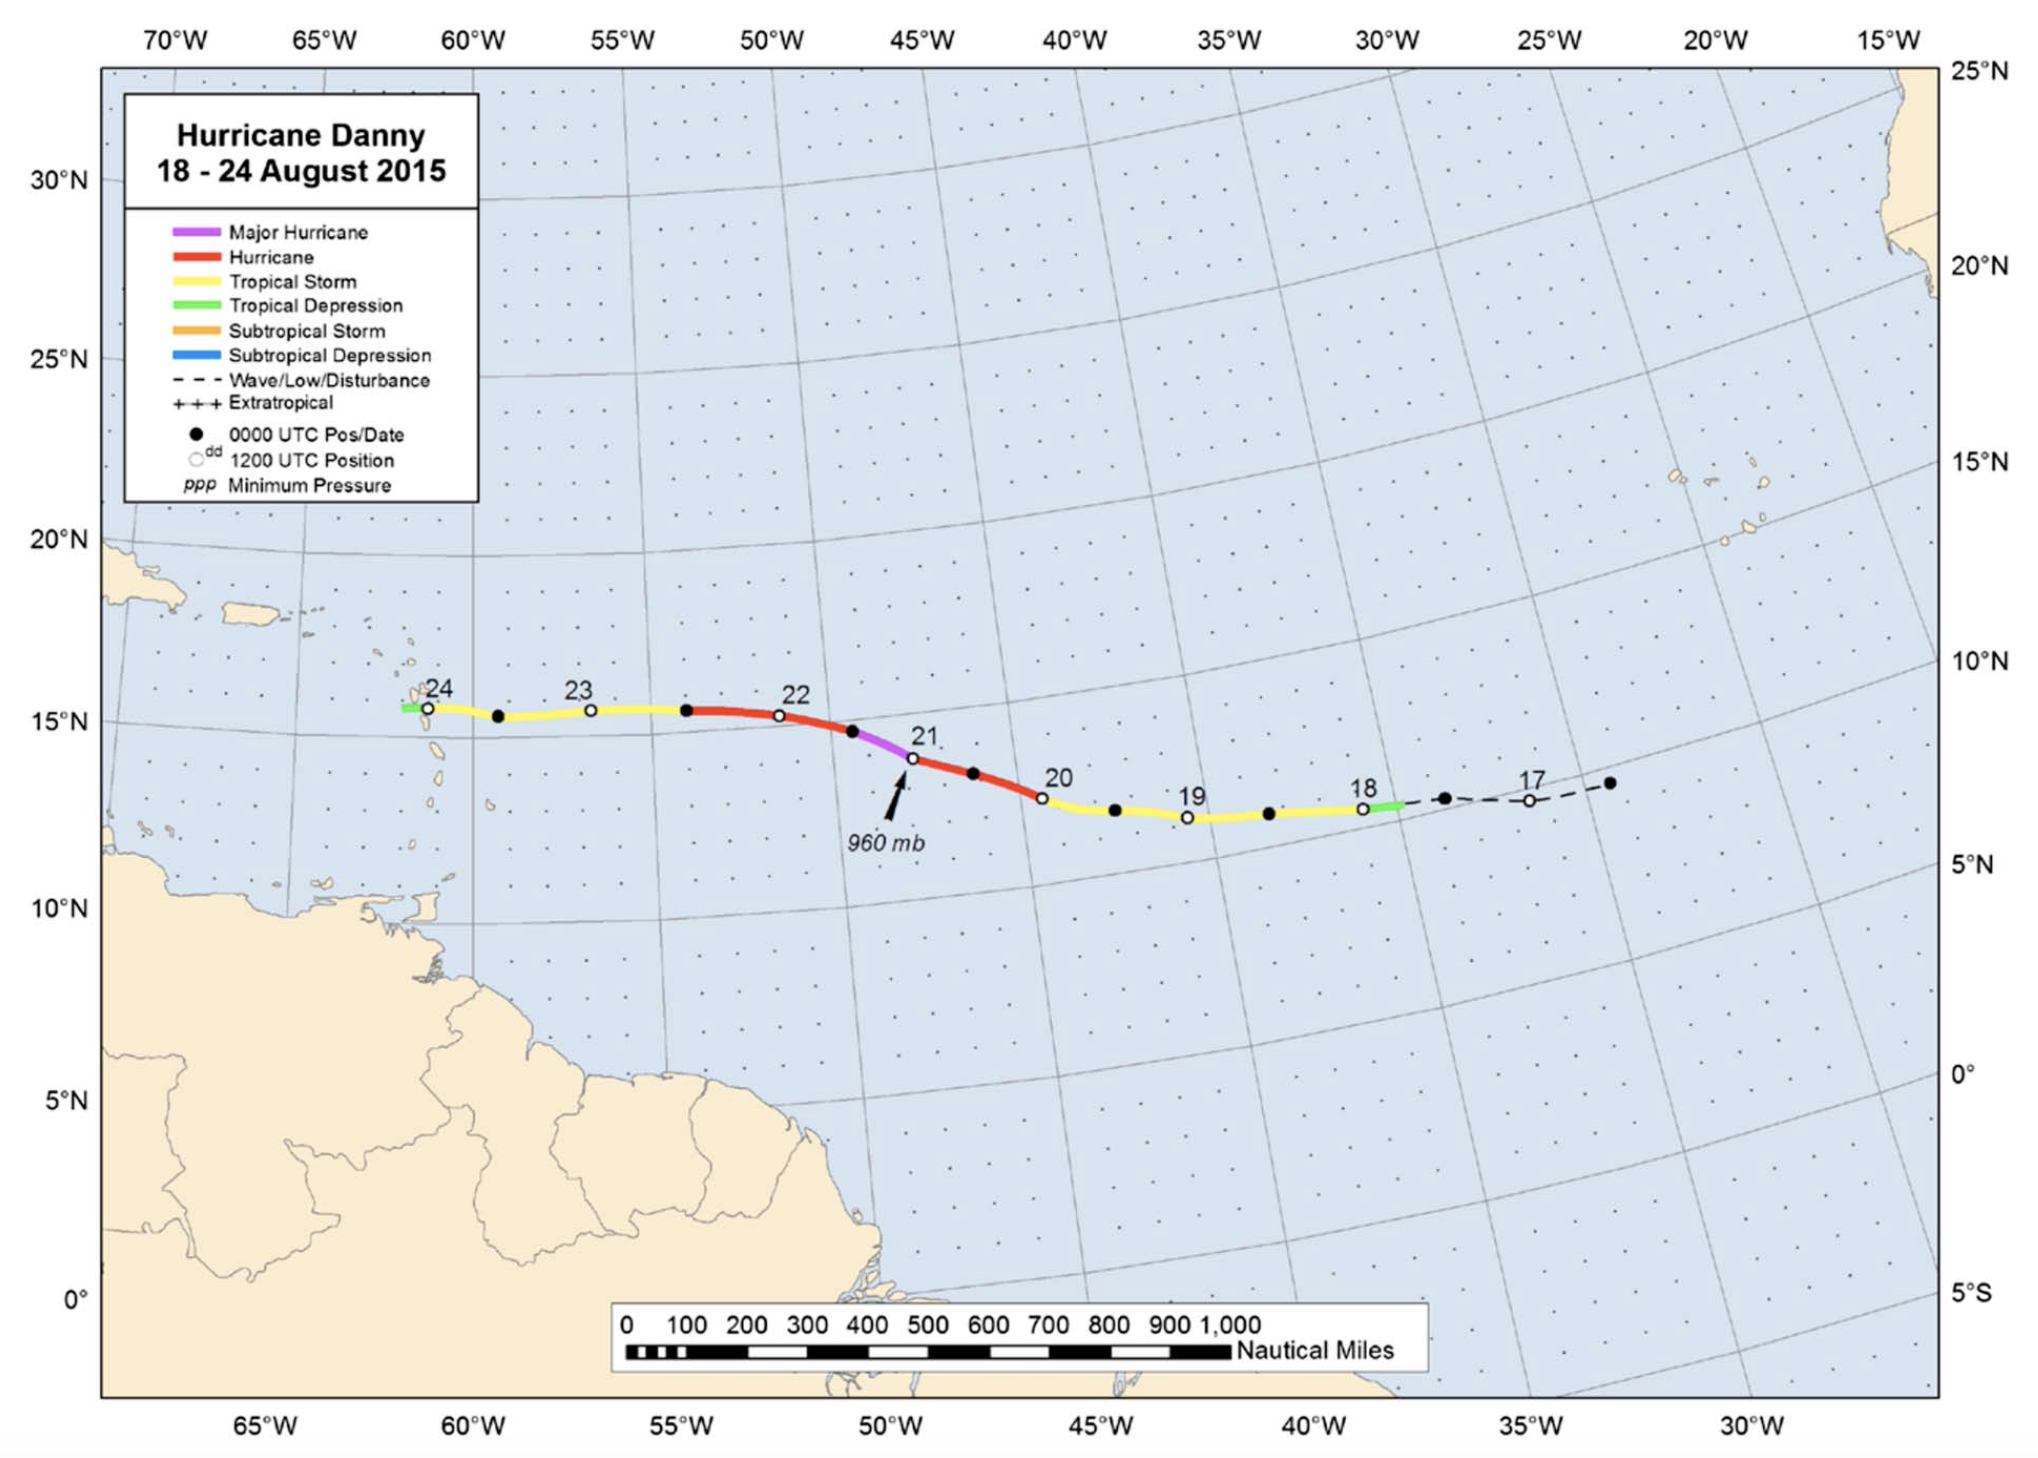 70°W 65°W 60°W 55°W 50°W 45°W 40°W 35°W 30°W 25°W 20°W 15°W
25°N
Hurricane Danny
18 - 24 August 2015
30°N
Major Hurricane
Hurricane
20°N
Tropical Storm
Tropical Depression
Subtropical Storm
25°N
Subtropical Depression
Wave/Low/Disturbance
+++ Extratropical
0000 UTC Pos/Date
dd 1200 UTC Position
15°N
ppp Minimum Pressure
20°N
10°N
24 23 22
15°N
21
20 19 18 17
960 mb
5°N
10°N
0°
5°N
5°S
0°
0 100 200 300 400 500 600 700 800 900 1,000
Nautical Miles
65°W 60°W 55°W 50°W 45°W 40°W 35°W 30°W